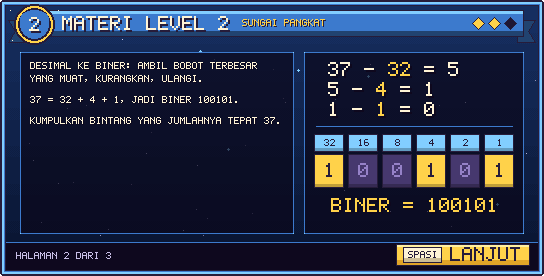 2 MATERI LEVEL 2 SUNGAI PANGKAT
DESIMAL KE BINER: AMBIL BOBOT TERBESAR
YANG MUAT, KURANGKAN, ULANGI.
37 = 32 + 4 + 1, JADI BINER 100101.
KUMPULKAN BINTANG YANG JUMLAHNYA TEPAT 37.
37 - 32 = 5
5 - 4 = 1
1 - 1 = 0
32 16 8 4 2 1
1 0 0 1 0 1
BINER = 100101
HALAMAN 2 DARI 3
SPASI LANJUT